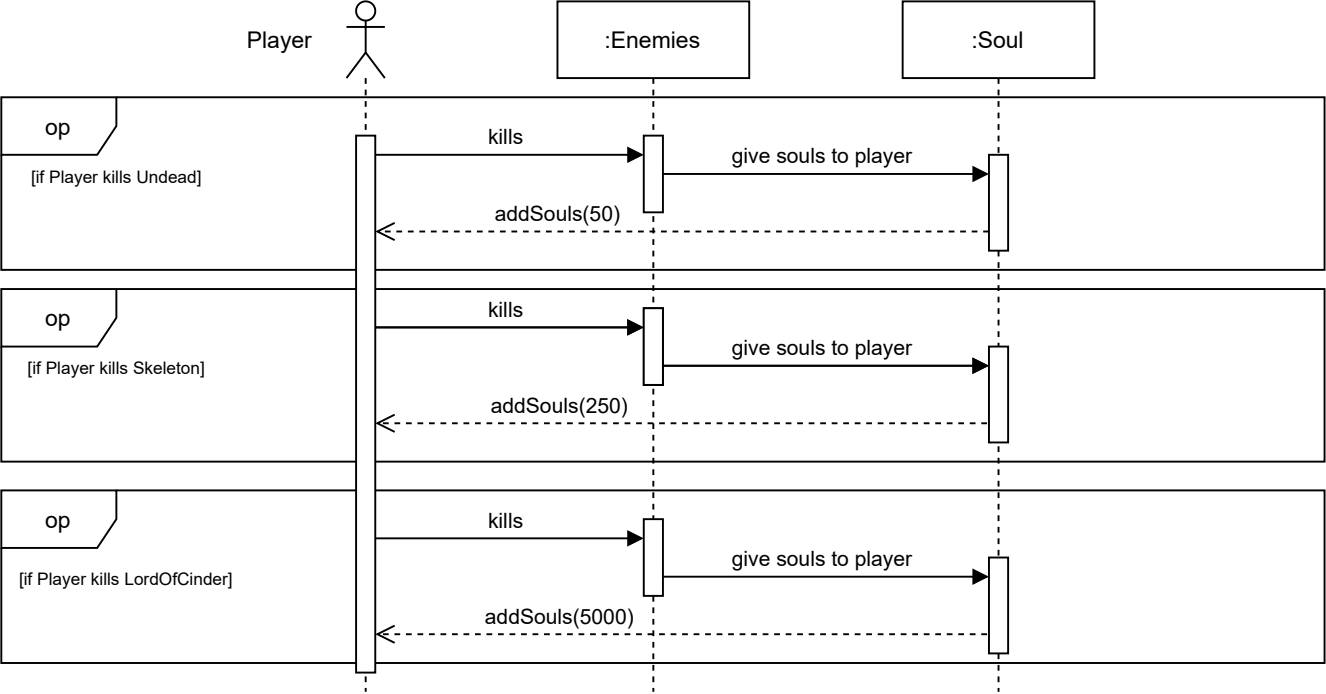 Player
:Enemies
:Soul
op
[if Player kills Undead]
kills
give souls to player
addSouls(50)
op
[if Player kills Skeleton]
kills
give souls to player
addSouls(250)
op
[if Player kills LordOfCinder]
kills
give souls to player
addSouls(5000)